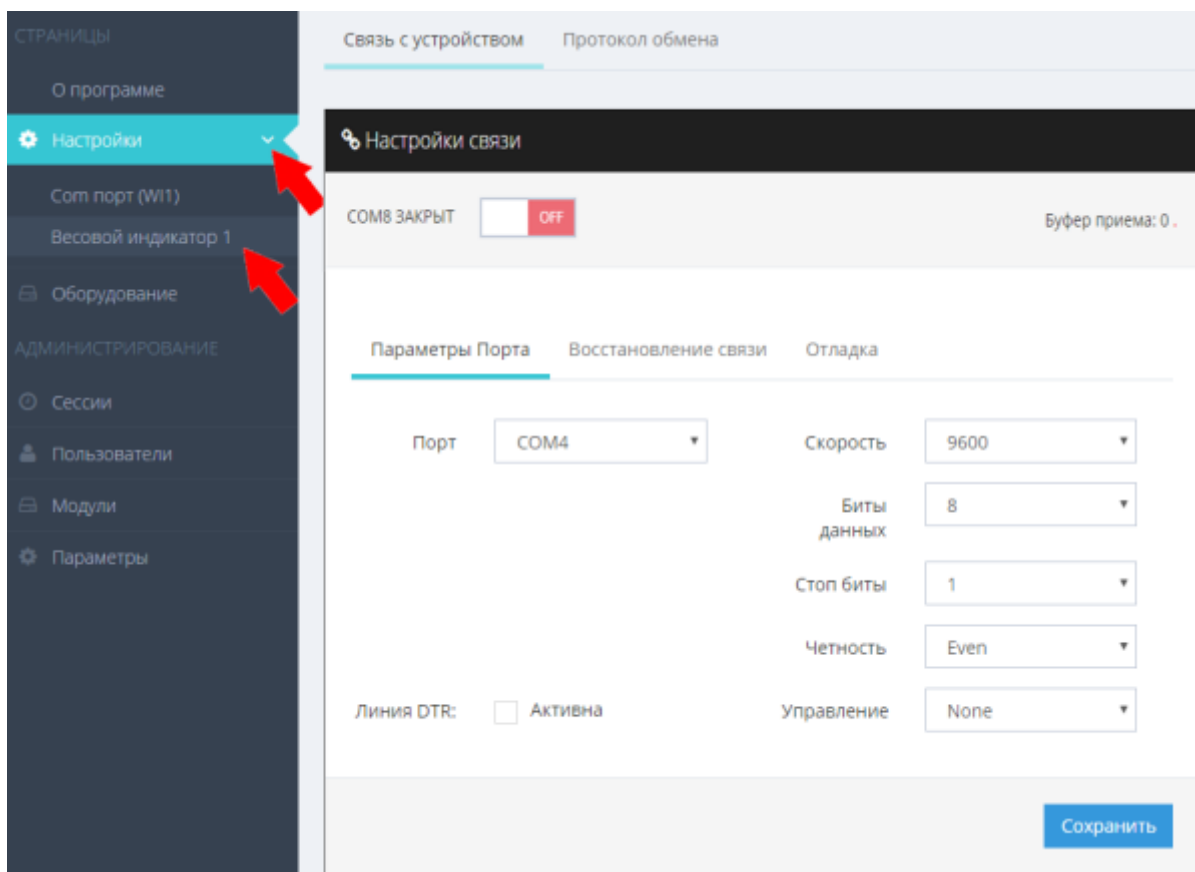 СТРАНИЦЫ
О программе
Настройки
Com порт (WI1)
Весовой индикатор 1
Оборудование
АДМИНИСТРИРОВАНИЕ
Сессии
Пользователи
Модули
Параметры
Связь с устройством Протокол обмена
Настройки связи
COM8 ЗАКРЫТ OFF Буфер приема: 0 .
Параметры Порта Восстановление связи Отладка
Порт COM4 Скорость 9600
Биты 8
данных
Стоп биты 1
Четность Even
Линия DTR: Активна Управление None
Сохранить